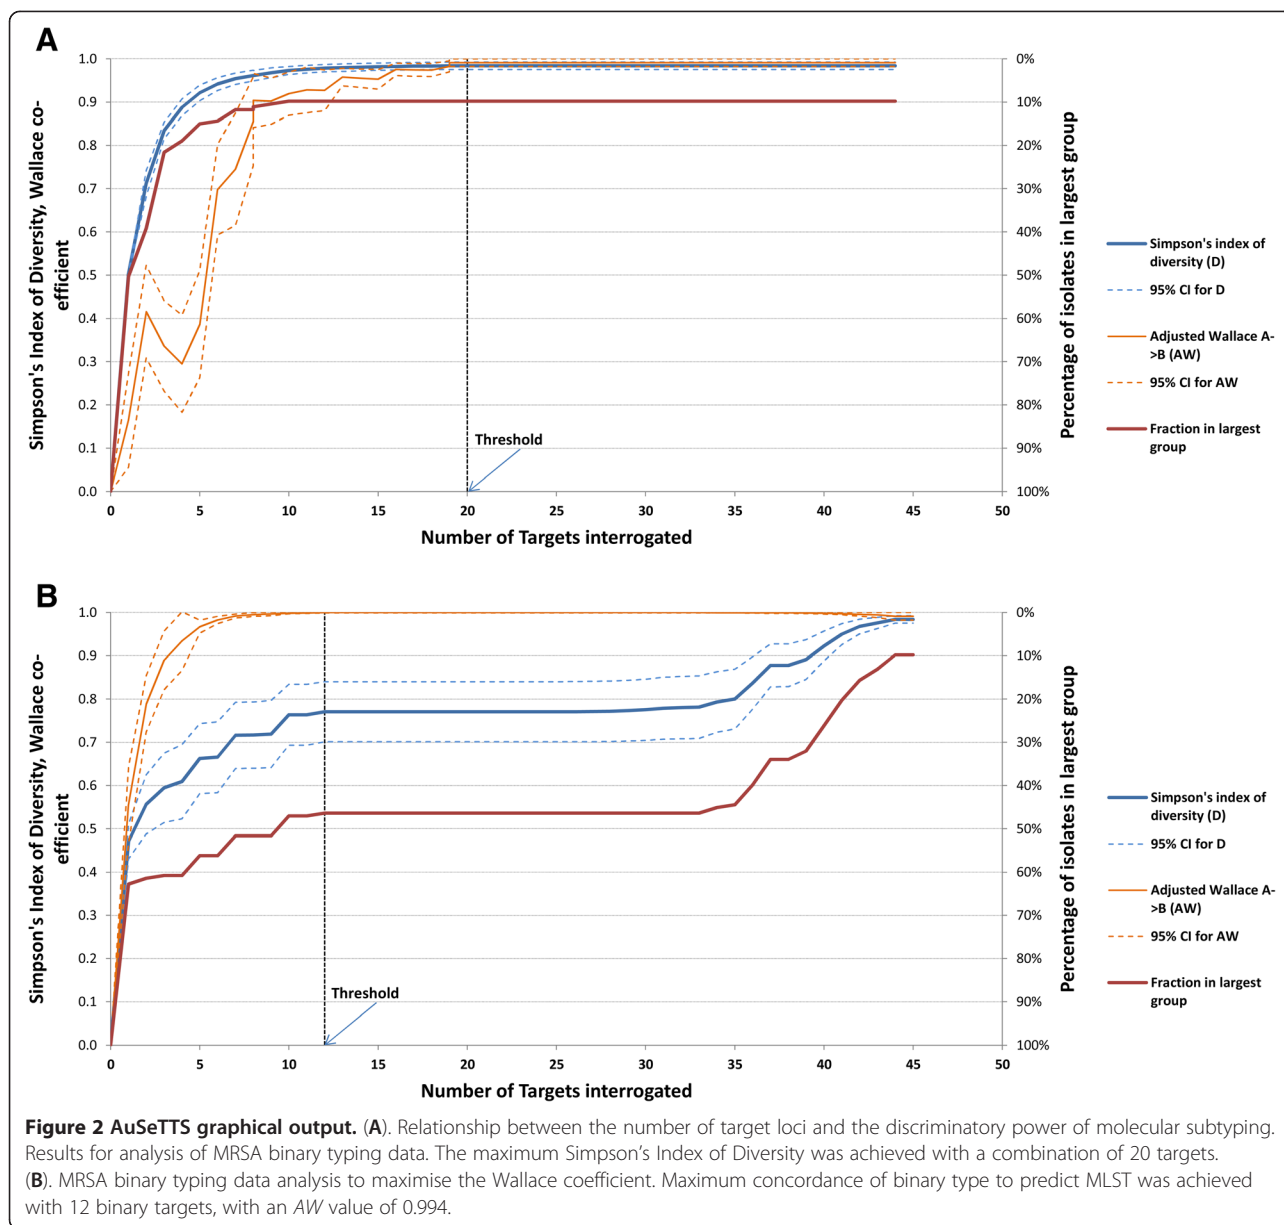 A
1.0
0.9
0.8
0.7
0.6
0.5
0.4
0.3
0.2
0.1
0.0
Simpson's Index of Diversity, Wallace co-
efficient
0%
10%
20%
30%
40%
50%
60%
70%
80%
90%
100%
Percentage of isolates in largest group
Threshold
0 5 10 15 20 25 30 35 40 45 50
Number of Targets interrogated
Simpson's index of
diversity (D)
95% CI for D
Adjusted Wallace A-
>B (AW)
95% CI for AW
Fraction in largest
group
B
1.0
0.9
0.8
0.7
0.6
0.5
0.4
0.3
0.2
0.1
0.0
Simpson's Index of Diversity, Wallace co-
efficient
0%
10%
20%
30%
40%
50%
60%
70%
80%
90%
100%
Percentage of isolates in largest group
Threshold
0 5 10 15 20 25 30 35 40 45 50
Number of Targets interrogated
Simpson's index of
diversity (D)
95% CI for D
Adjusted Wallace A-
>B (AW)
95% CI for AW
Fraction in largest
group
Figure 2 AuSeTTS graphical output. (A). Relationship between the number of target loci and the discriminatory power of molecular subtyping.
Results for analysis of MRSA binary typing data. The maximum Simpson's Index of Diversity was achieved with a combination of 20 targets.
(B). MRSA binary typing data analysis to maximise the Wallace coefficient. Maximum concordance of binary type to predict MLST was achieved
with 12 binary targets, with an AW value of 0.994.